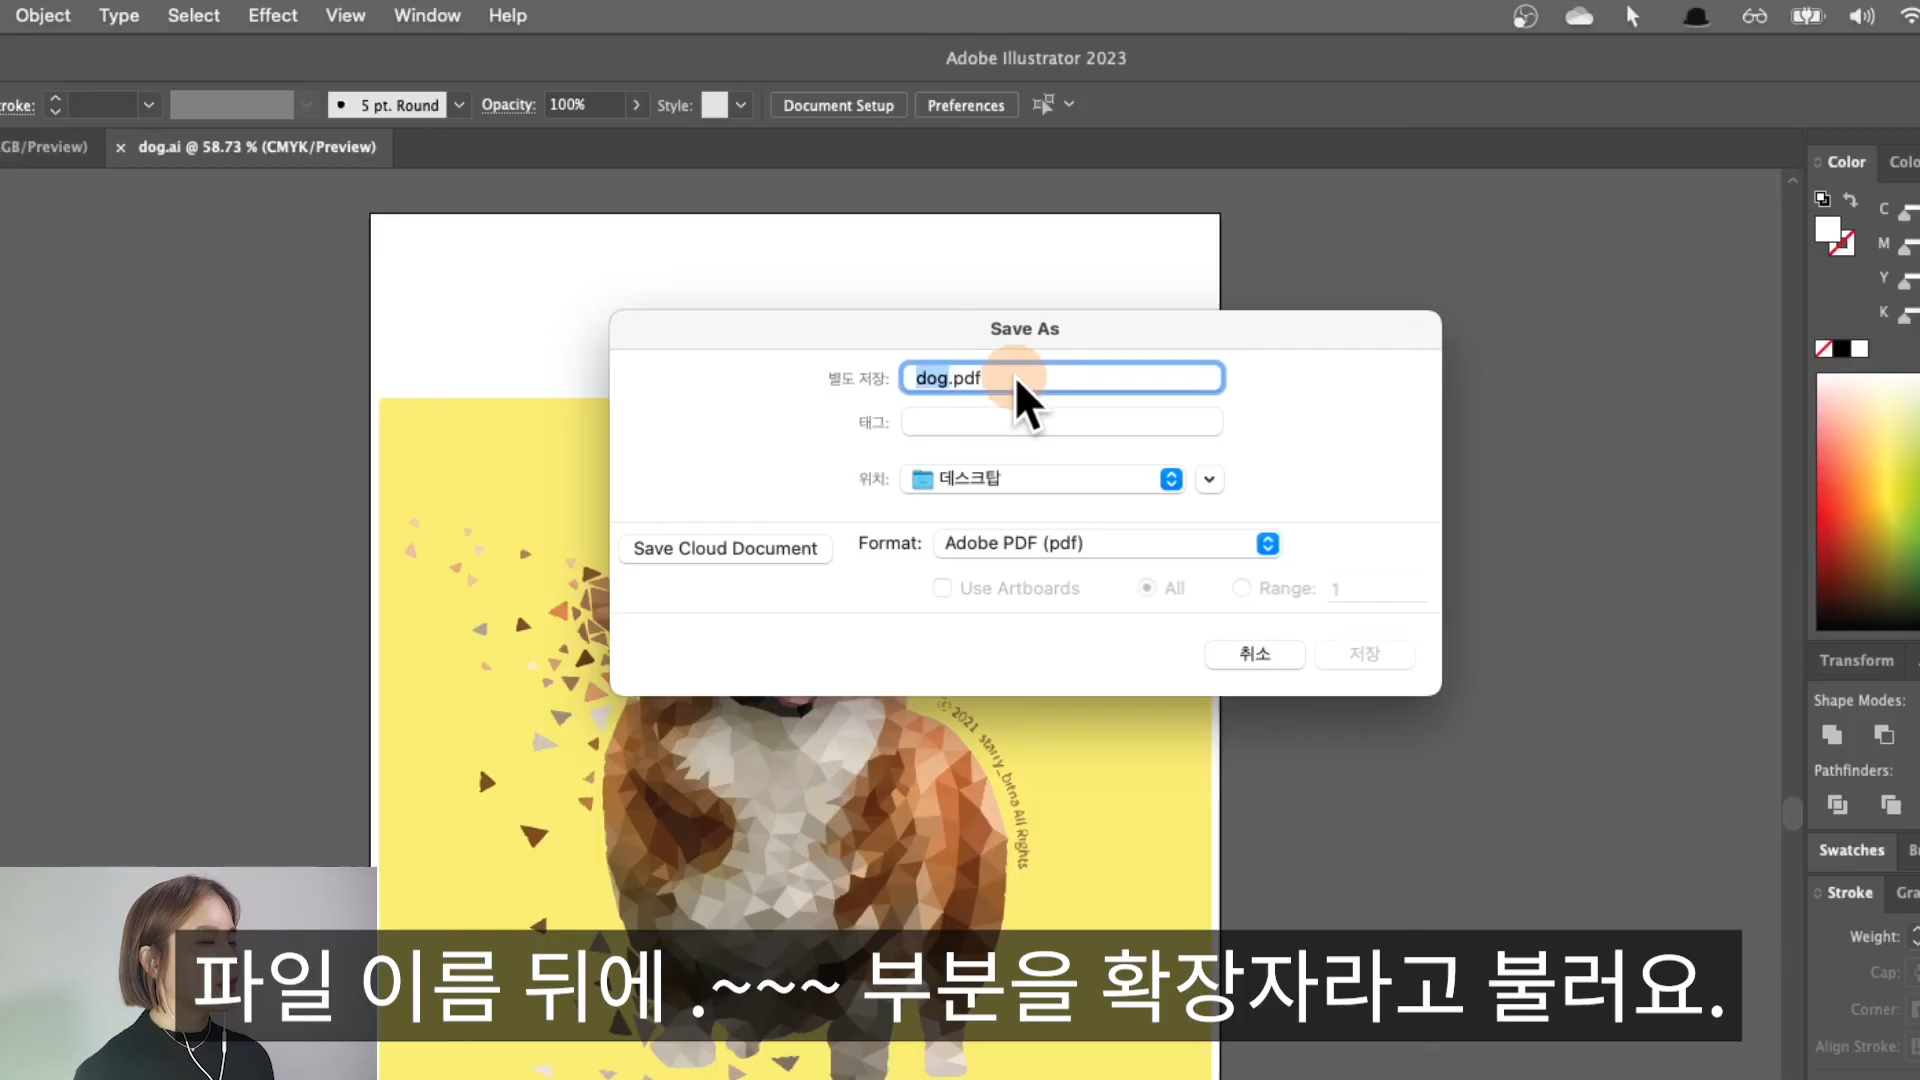 Object Type Select Effect View Window Help
Adobe Illustrator 2023
roke: 5 pt. Round Opacity: 100% Style: Document Setup Preferences
GB/Preview) × dog.ai @ 58.73 % (CMYK/Preview)
Color Colo
C
M
Y
K
Save As
별도 저장: dog.pdf
태그:
위치: 데스크탑
Save Cloud Document Format: Adobe PDF (pdf)
Use Artboards All Range: 1
취소 저장
Transform
Shape Modes:
Pathfinders:
© 2021 starry_bitna All Rights
Swatches B
Stroke Gra
Weight:
Cap:
Corner:
Align Stroke:
파일 이름 뒤에 .~~~ 부분을 확장자라고 불러요.